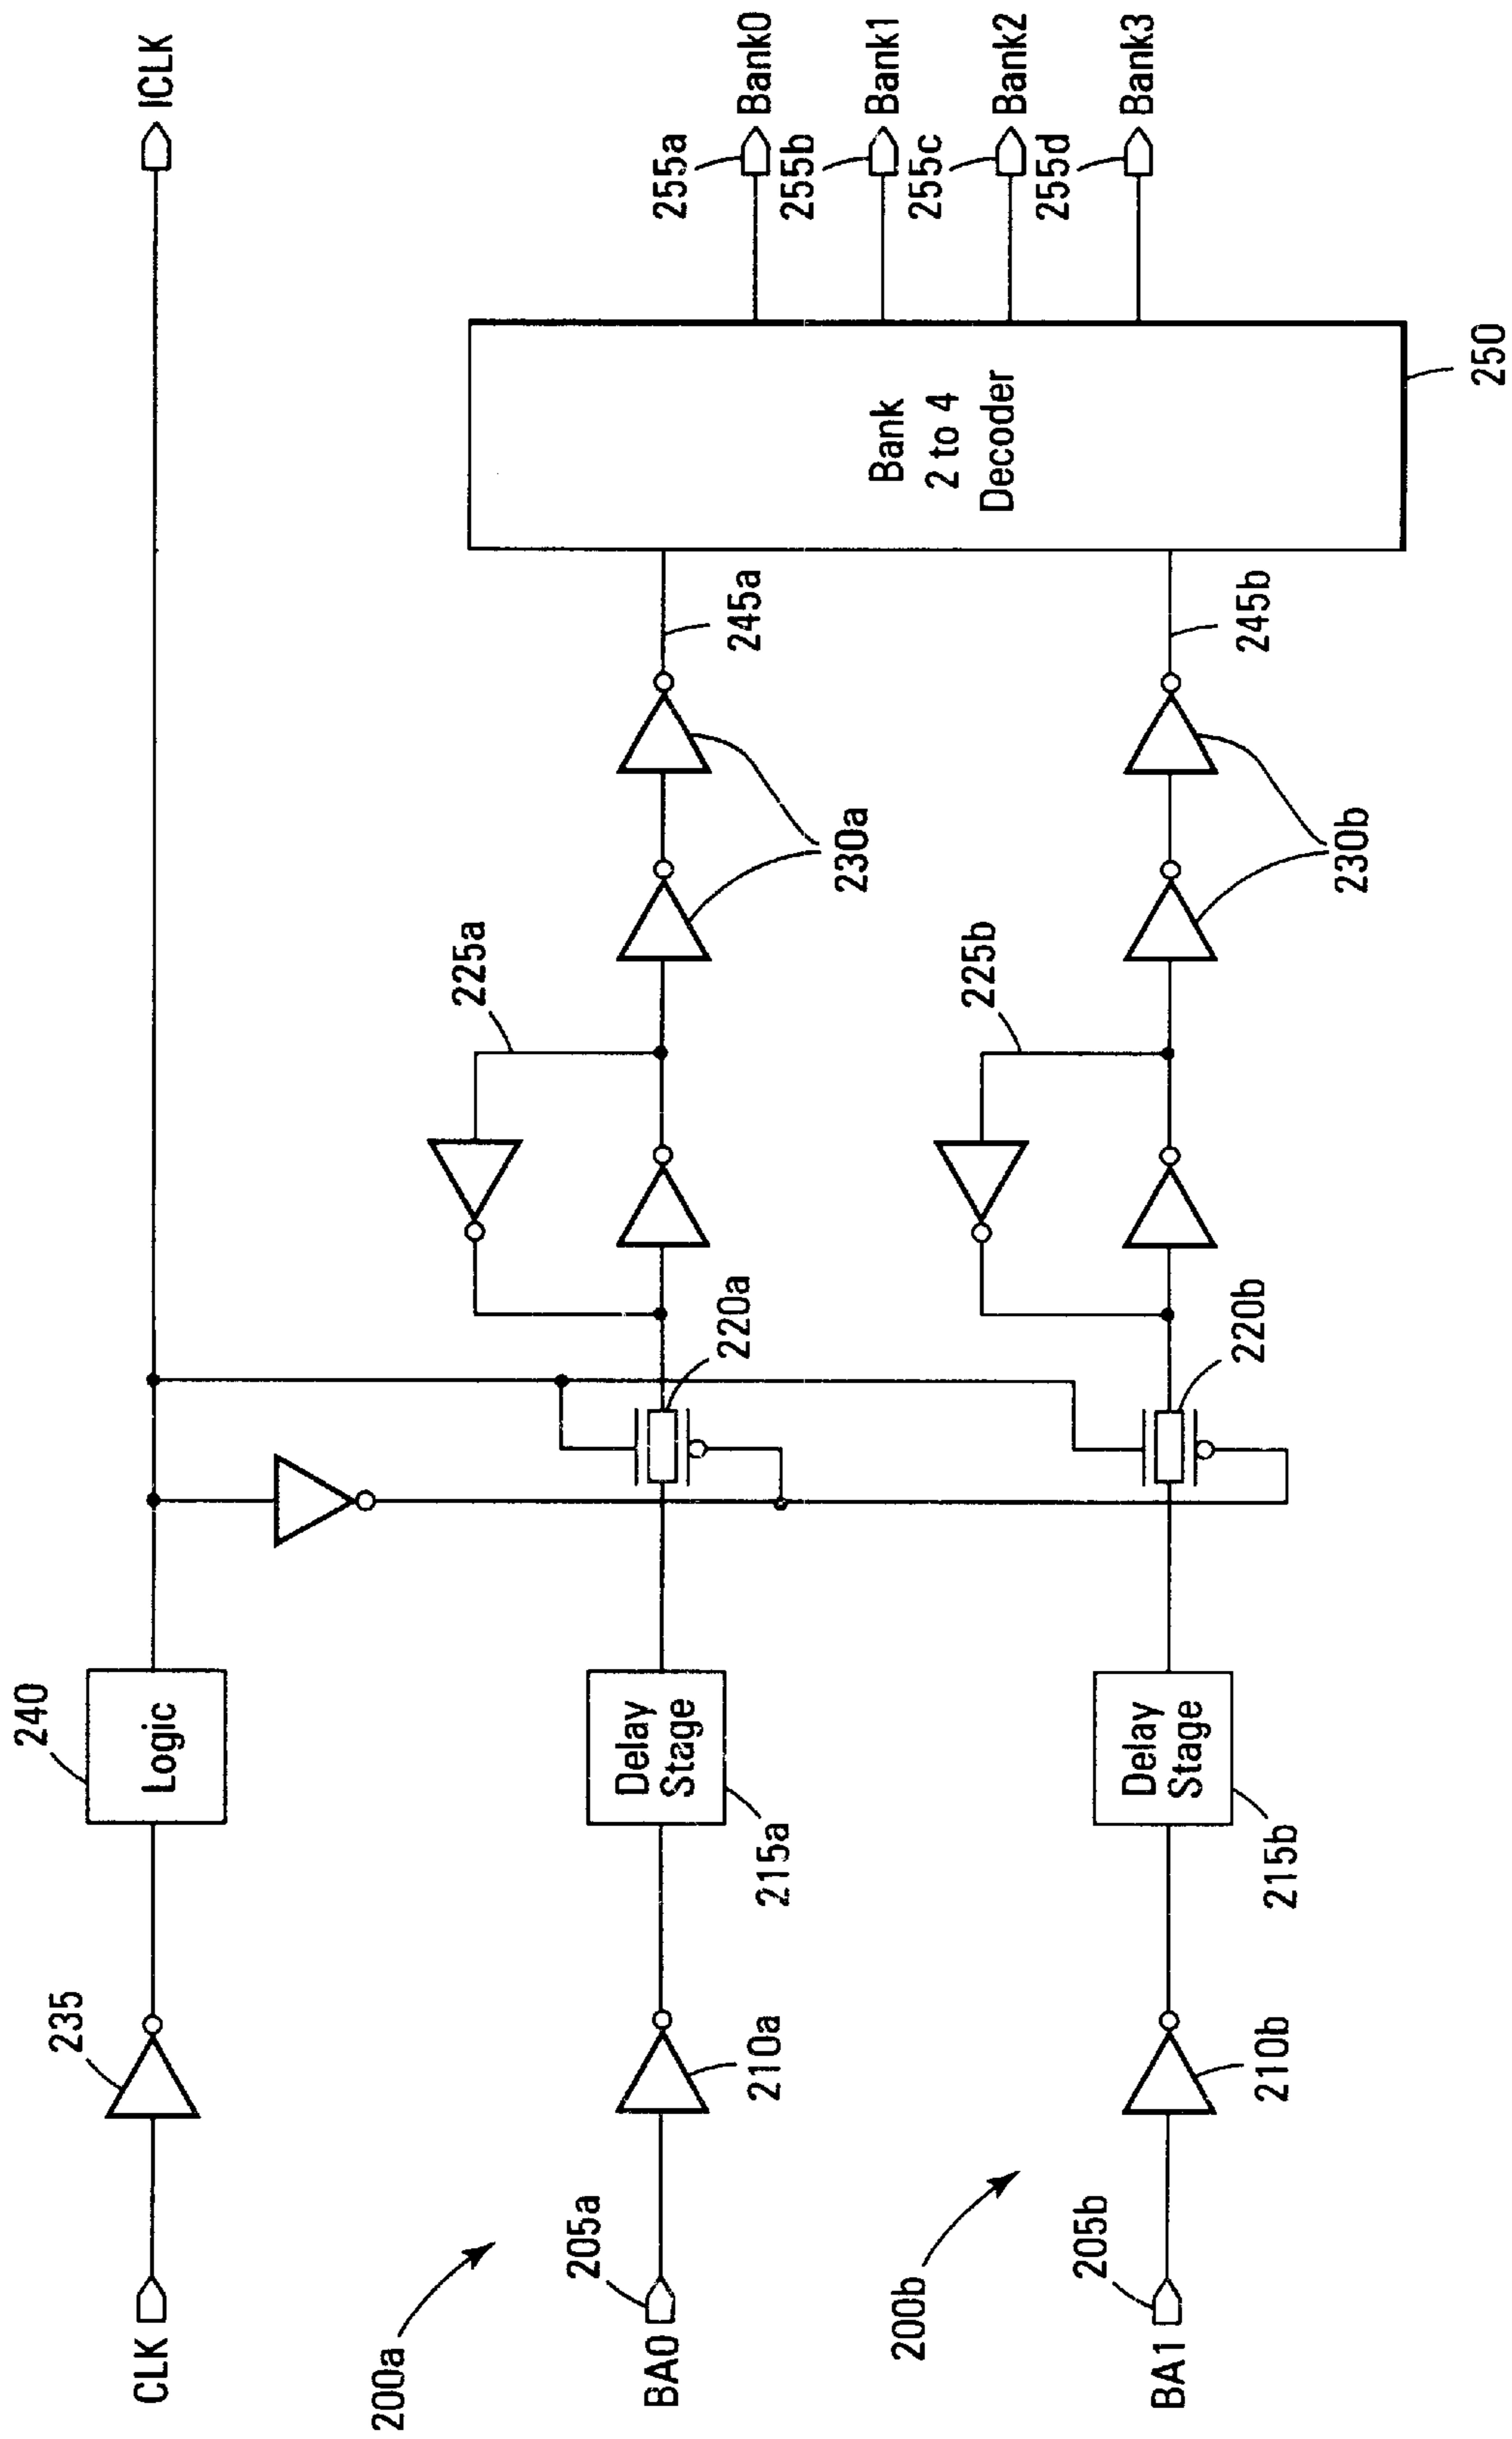 CLK
235
240
Logic
ICLK
200a
BA0
205a
210a
Delay
Stage
215a
220a
225a
230a
245a
200b
BA1
205b
210b
Delay
Stage
215b
220b
225b
230b
245b
Bank
2 to 4
Decoder
250
255a
Bank0
255b
Bank1
255c
Bank2
255d
Bank3